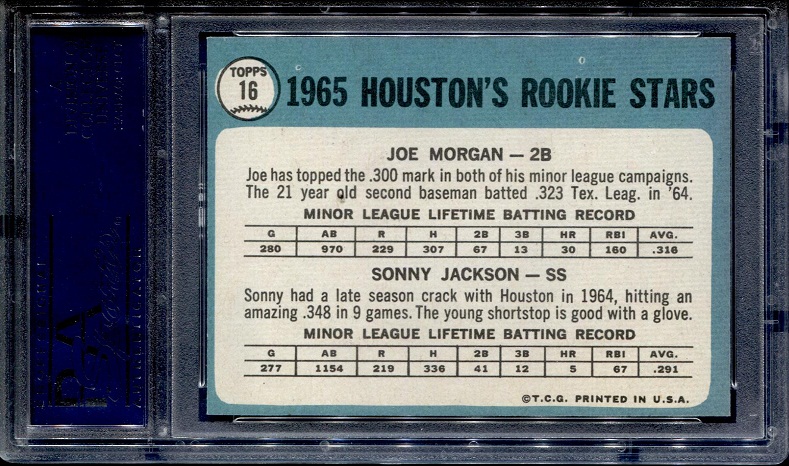 TOPPS
16
1965 HOUSTON'S ROOKIE STARS
JOE MORGAN — 2B
Joe has topped the .300 mark in both of his minor league campaigns.
The 21 year old second baseman batted .323 Tex. Leag. in '64.
MINOR LEAGUE LIFETIME BATTING RECORD
G AB R H 2B 3B HR RBI AVG.
280 970 229 307 67 13 30 160 .316
SONNY JACKSON — SS
Sonny had a late season crack with Houston in 1964, hitting an
amazing .348 in 9 games. The young shortstop is good with a glove.
MINOR LEAGUE LIFETIME BATTING RECORD
G AB R H 2B 3B HR RBI AVG.
277 1154 219 336 41 12 5 67 .291
©T.C.G. PRINTED IN U.S.A.